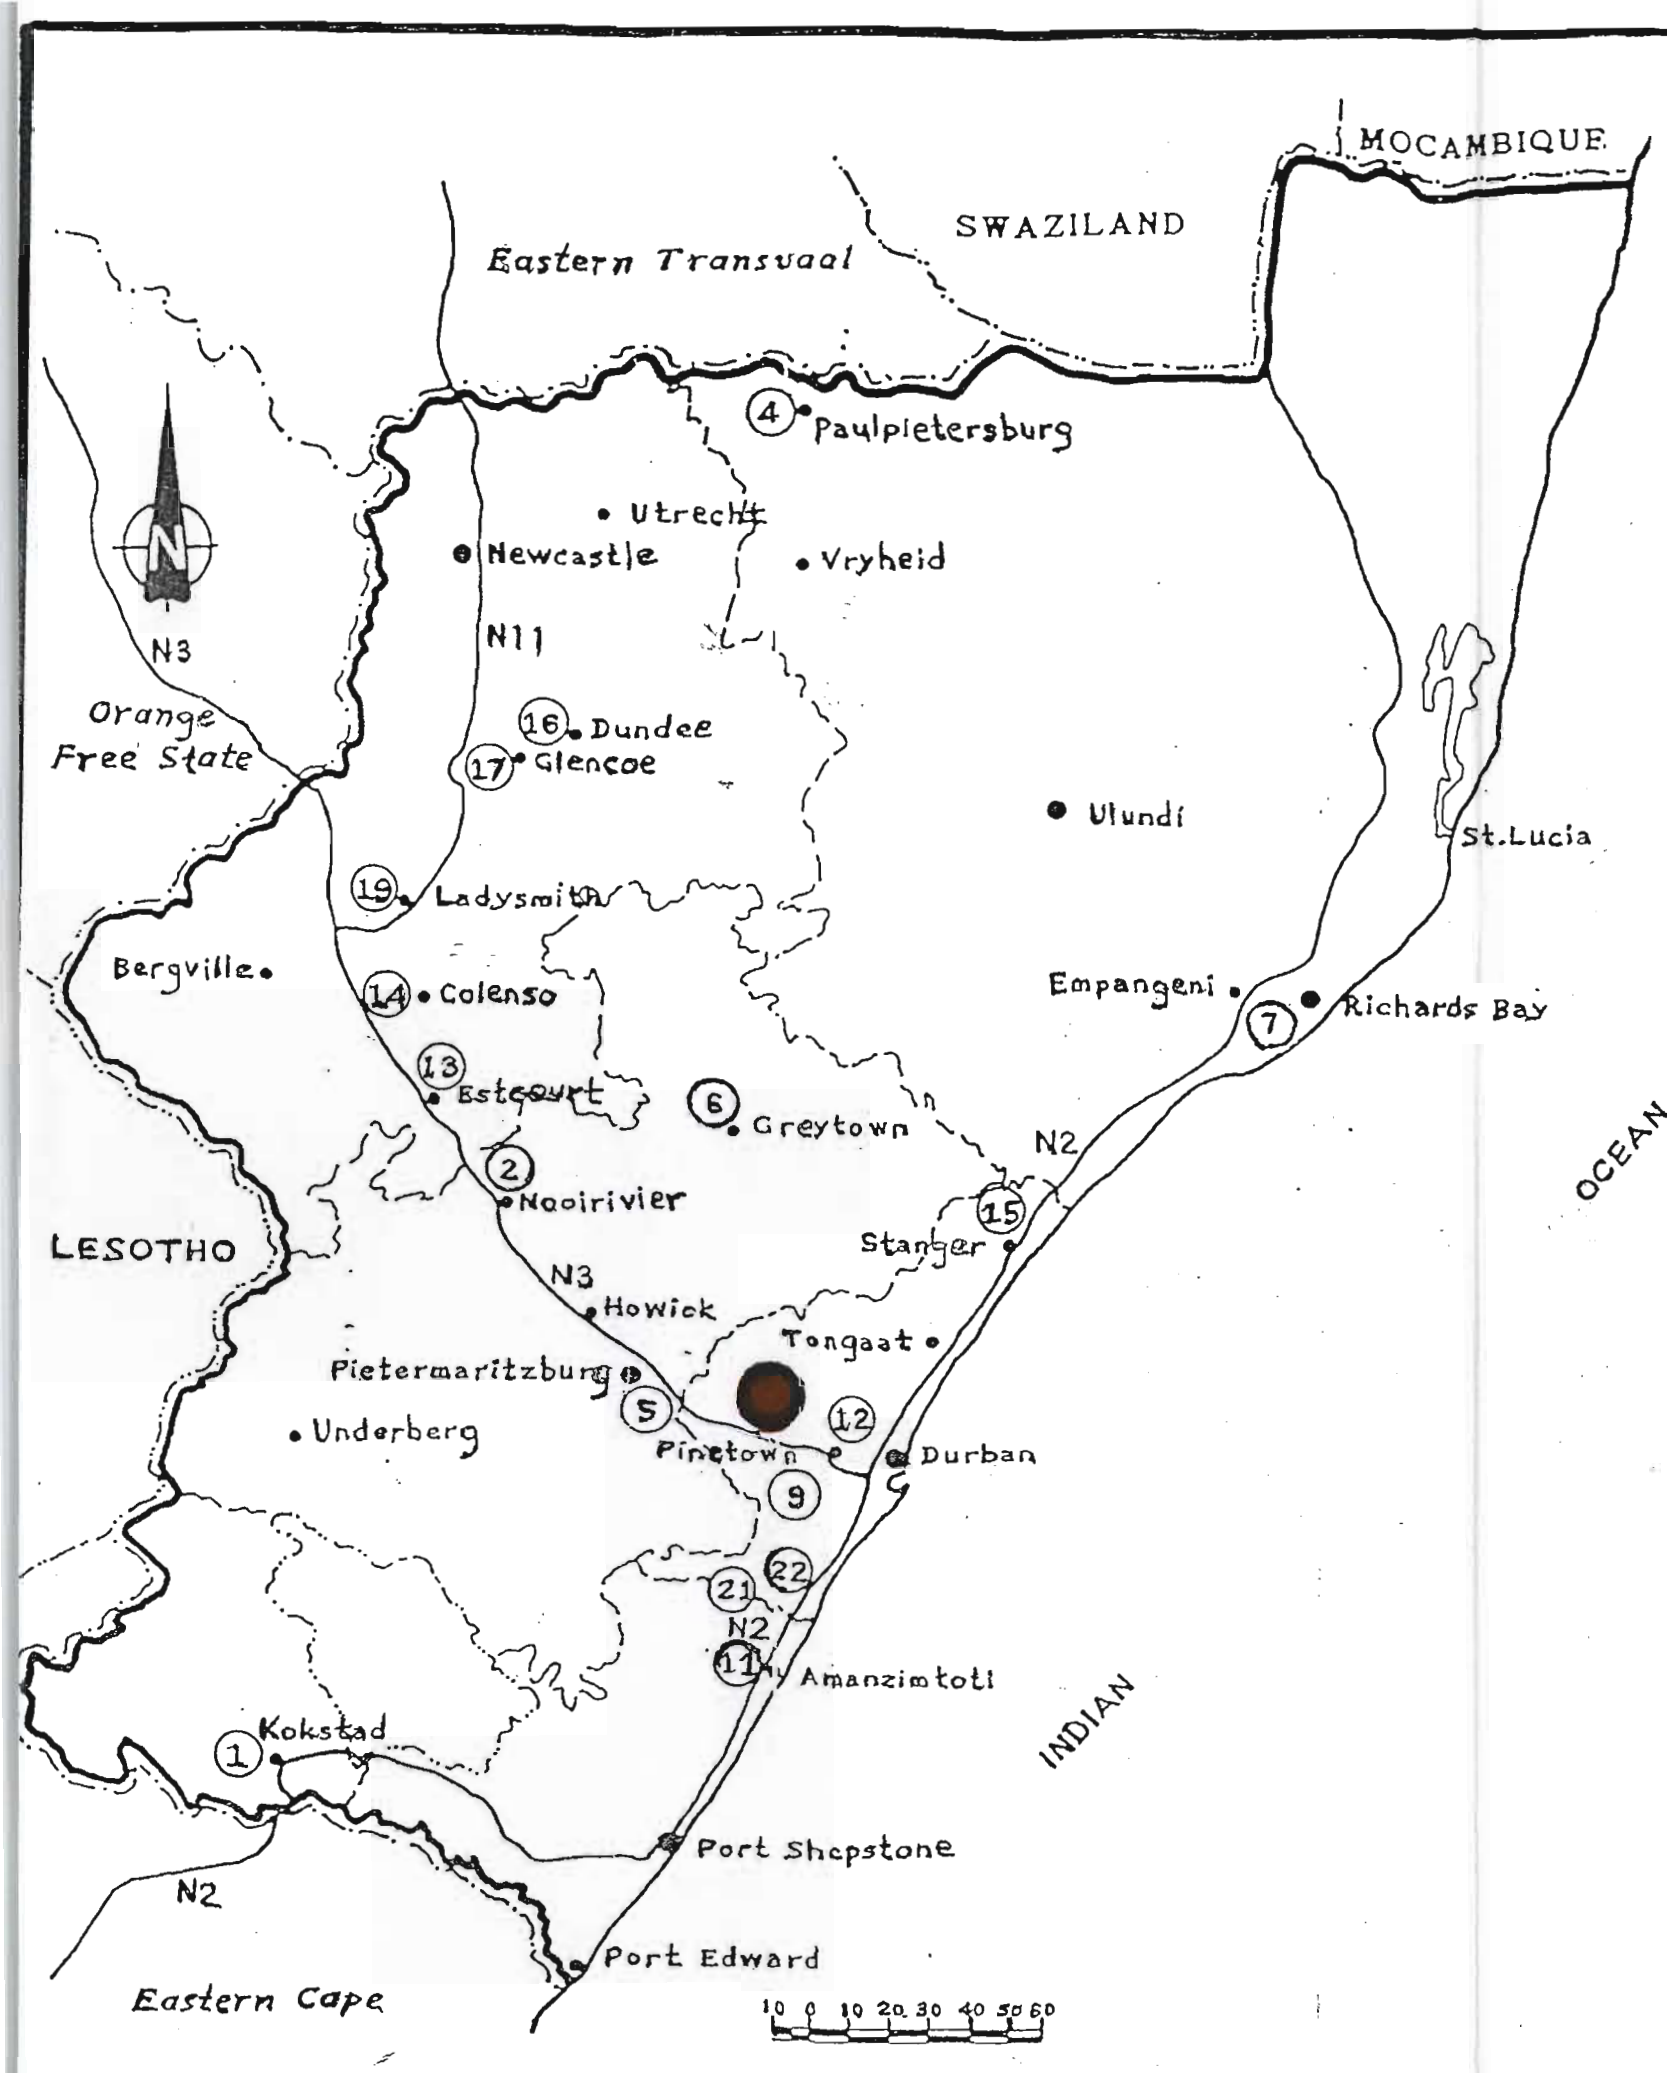 MOCAMBIQUE
SWAZILAND
Eastern Transvaal
4
Paulpietersburg
Utrecht
Newcastle
Vryheid
N
N11
N3
Orange
Free State
16
Dundee
17
Glencoe
Ulundi
St.Lucia
19
Ladysmith
Bergville
14
Colenso
Empangeni
Richards Bay
7
13
Estcourt
6
Greytown
OCEAN
N2
2
Nooirivier
15
Stanger
LESOTHO
N3
Howick
Tongaat
Pietermaritzburg
5
12
Underberg
Pinetown
Durban
9
22
21
N2
11
Amanzimtoti
INDIAN
Kokstad
1
Port Shepstone
N2
Port Edward
Eastern Cape
10 0 10 20 30 40 50 60